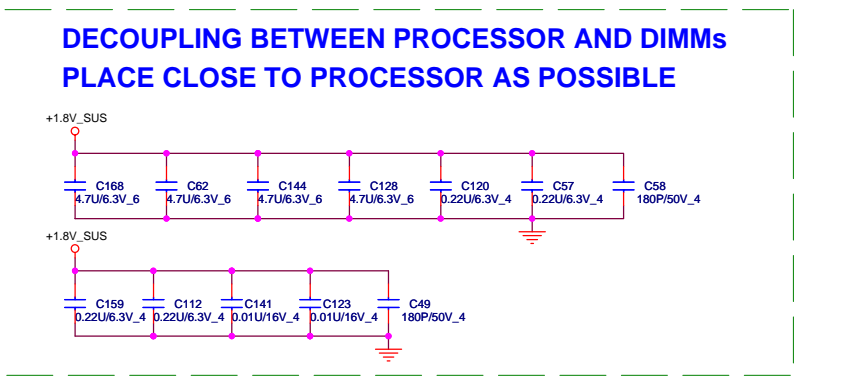 DECOUPLING BETWEEN PROCESSOR AND DIMMs
PLACE CLOSE TO PROCESSOR AS POSSIBLE
+1.8V_SUS
C168 C62 C144 C128 C120 C57 C58
4.7U/6.3V_6 4.7U/6.3V_6 4.7U/6.3V_6 4.7U/6.3V_6 0.22U/6.3V_4 0.22U/6.3V_4 180P/50V_4
+1.8V_SUS
C159 C112 C141 C123 C49
0.22U/6.3V_4 0.22U/6.3V_4 0.01U/16V_4 0.01U/16V_4 180P/50V_4